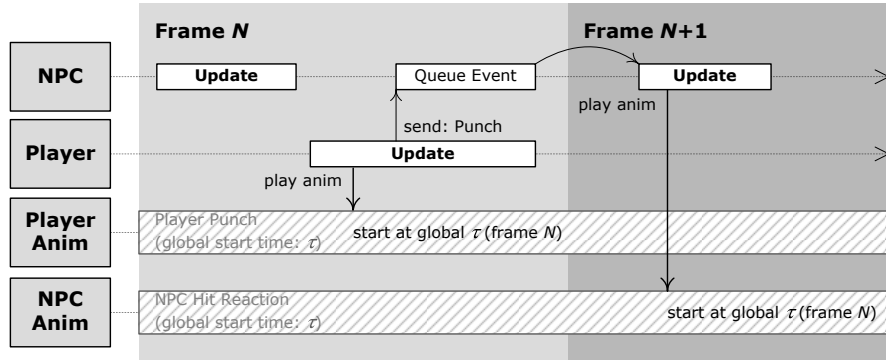 Frame N
Frame N+1
NPC
Update
Queue Event
Update
play anim
send: Punch
Player
Update
play anim
Player
Anim
Player Punch
(global start time: τ)
start at global τ (frame N)
NPC
Anim
NPC Hit Reaction
(global start time: τ)
start at global τ (frame N)